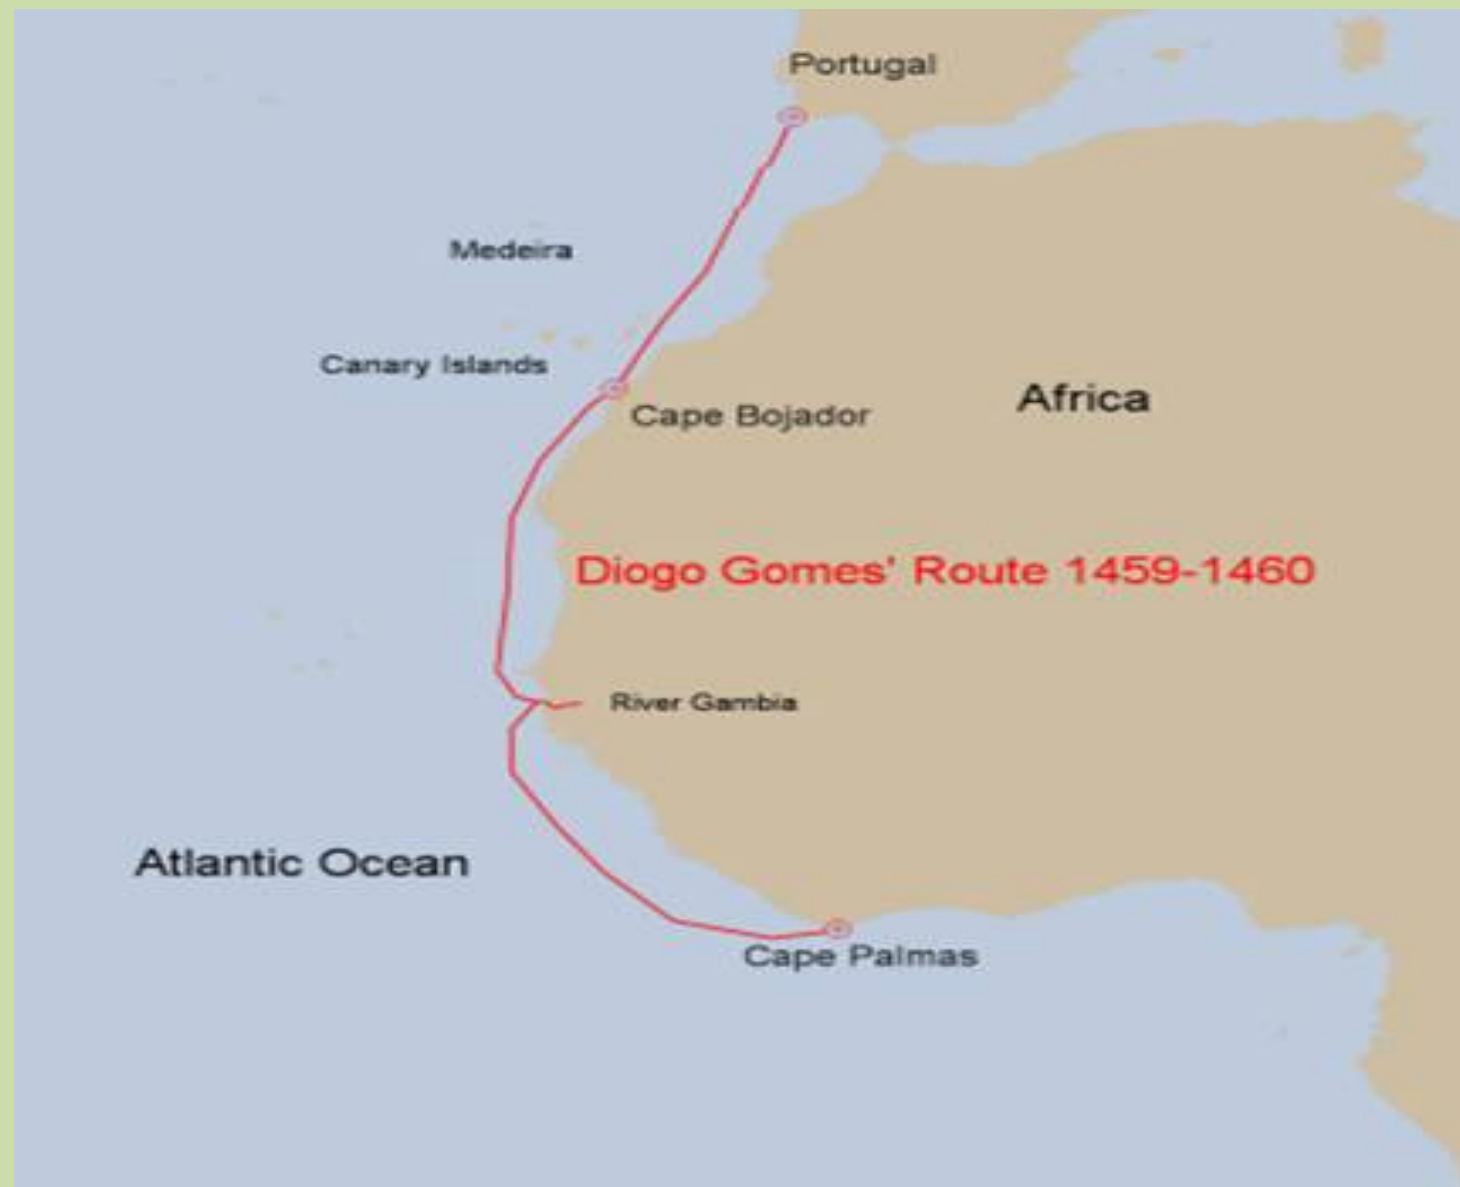 Portugal
Medeira
Canary Islands
Cape Bojador
Africa
Diogo Gomes' Route 1459-1460
River Gambia
Atlantic Ocean
Cape Palmas